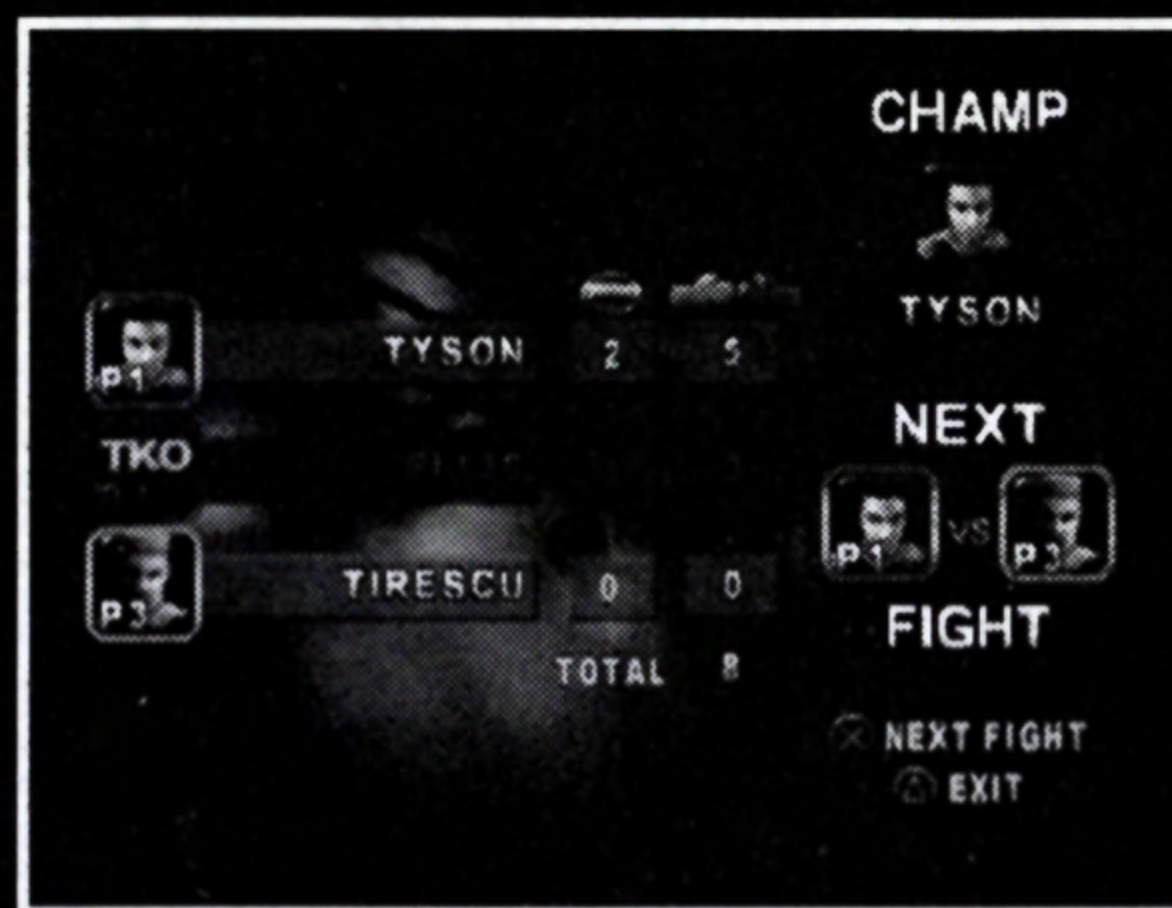 CHAMP
TYSON
P1 TYSON 2 5
TKO
P3 TIRESCU 0 0
TOTAL 8
NEXT
P1 VS P3
FIGHT
NEXT FIGHT
EXIT